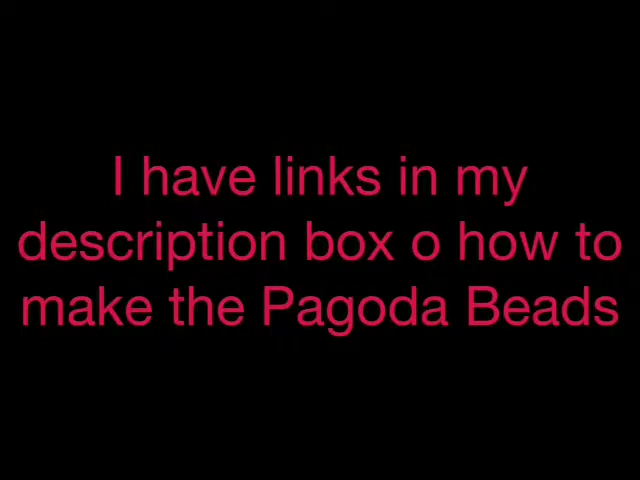 I have links in my
description box o how to
make the Pagoda Beads